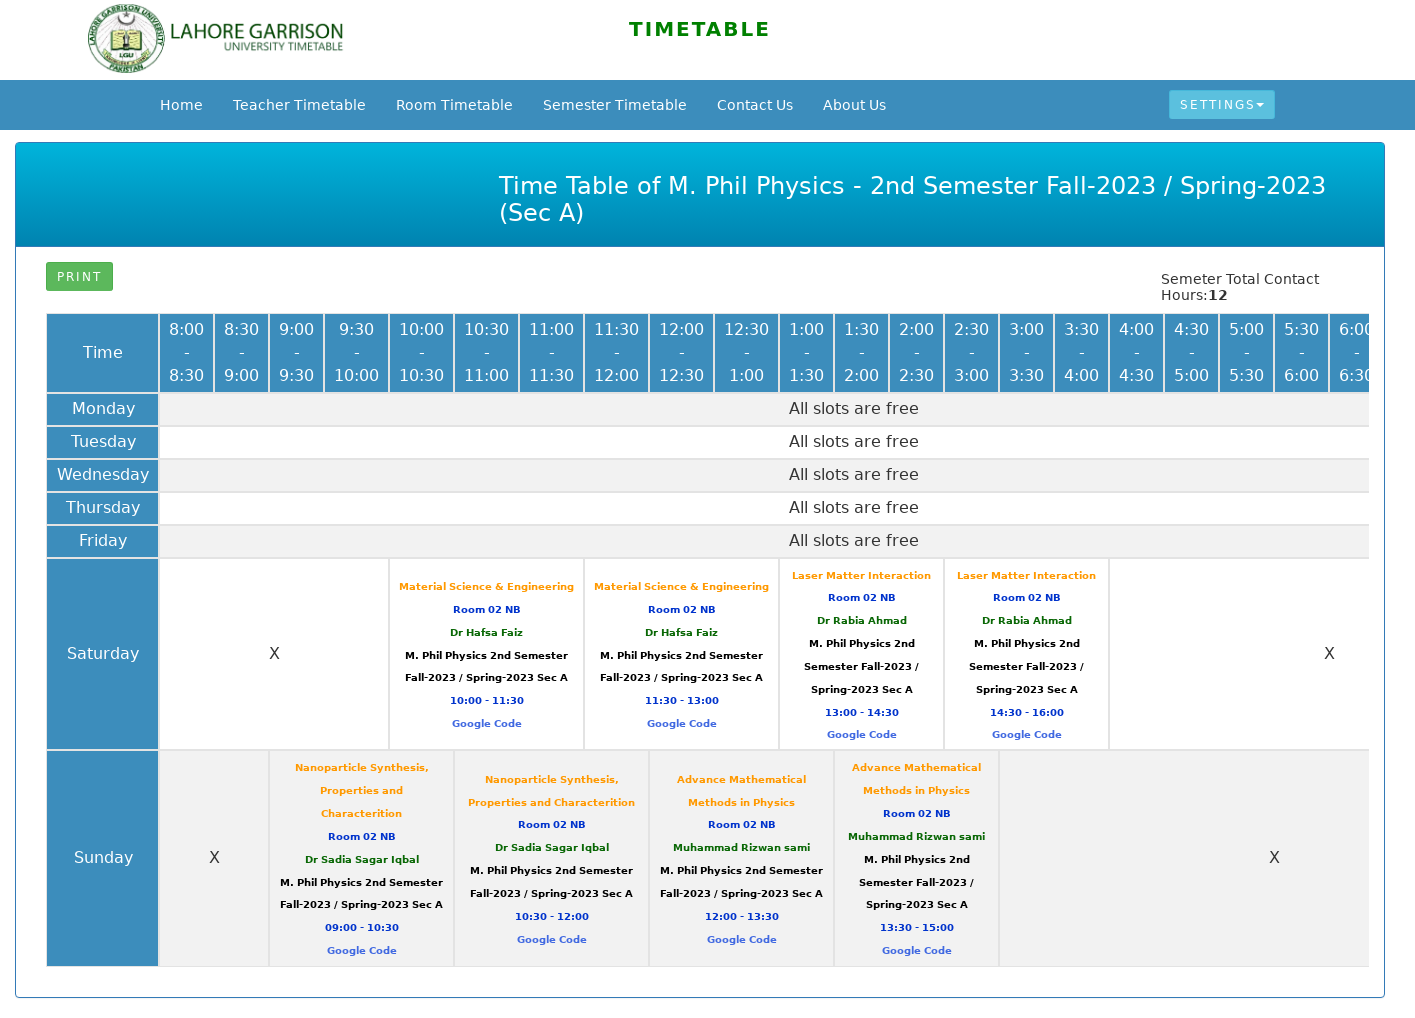 LAHORE GARRISON
UNIVERSITY TIMETABLE
LAHORE GARRISON UNIVERSITY
LGU
PAKISTAN
TIMETABLE
Home
Teacher Timetable
Room Timetable
Semester Timetable
Contact Us
About Us
SETTINGS
Time Table of M. Phil Physics - 2nd Semester Fall-2023 / Spring-2023
(Sec A)
PRINT
Semeter Total Contact
Hours:12
Time
8:00
-
8:30
8:30
-
9:00
9:00
-
9:30
9:30
-
10:00
10:00
-
10:30
10:30
-
11:00
11:00
-
11:30
11:30
-
12:00
12:00
-
12:30
12:30
-
1:00
1:00
-
1:30
1:30
-
2:00
2:00
-
2:30
2:30
-
3:00
3:00
-
3:30
3:30
-
4:00
4:00
-
4:30
4:30
-
5:00
5:00
-
5:30
5:30
-
6:00
6:00
-
6:30
Monday
All slots are free
Tuesday
All slots are free
Wednesday
All slots are free
Thursday
All slots are free
Friday
All slots are free
Saturday
X
Material Science & Engineering
Room 02 NB
Dr Hafsa Faiz
M. Phil Physics 2nd Semester
Fall-2023 / Spring-2023 Sec A
10:00 - 11:30
Google Code
Material Science & Engineering
Room 02 NB
Dr Hafsa Faiz
M. Phil Physics 2nd Semester
Fall-2023 / Spring-2023 Sec A
11:30 - 13:00
Google Code
Laser Matter Interaction
Room 02 NB
Dr Rabia Ahmad
M. Phil Physics 2nd
Semester Fall-2023 /
Spring-2023 Sec A
13:00 - 14:30
Google Code
Laser Matter Interaction
Room 02 NB
Dr Rabia Ahmad
M. Phil Physics 2nd
Semester Fall-2023 /
Spring-2023 Sec A
14:30 - 16:00
Google Code
X
Sunday
X
Nanoparticle Synthesis,
Properties and
Characterition
Room 02 NB
Dr Sadia Sagar Iqbal
M. Phil Physics 2nd Semester
Fall-2023 / Spring-2023 Sec A
09:00 - 10:30
Google Code
Nanoparticle Synthesis,
Properties and Characterition
Room 02 NB
Dr Sadia Sagar Iqbal
M. Phil Physics 2nd Semester
Fall-2023 / Spring-2023 Sec A
10:30 - 12:00
Google Code
Advance Mathematical
Methods in Physics
Room 02 NB
Muhammad Rizwan sami
M. Phil Physics 2nd Semester
Fall-2023 / Spring-2023 Sec A
12:00 - 13:30
Google Code
Advance Mathematical
Methods in Physics
Room 02 NB
Muhammad Rizwan sami
M. Phil Physics 2nd
Semester Fall-2023 /
Spring-2023 Sec A
13:30 - 15:00
Google Code
X